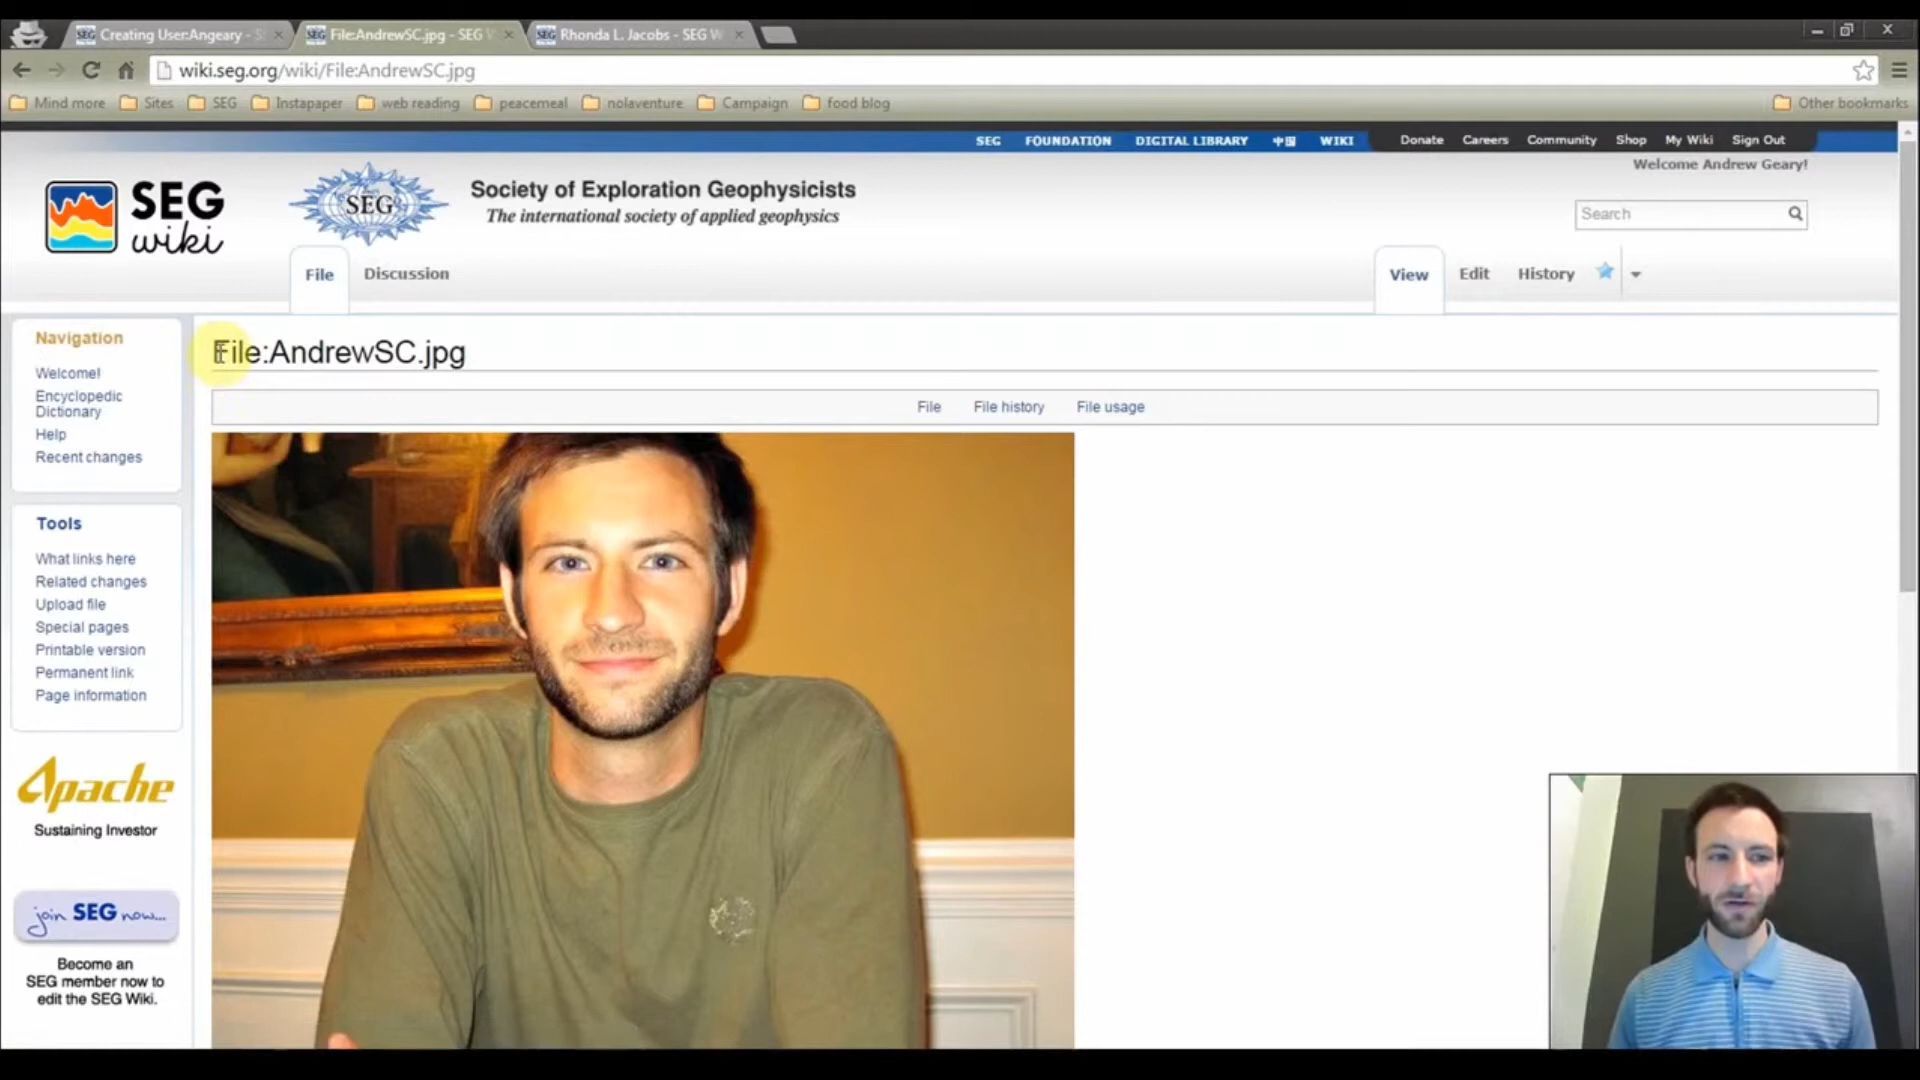 Creating User:Angeary - S
File:AndrewSC.jpg - SEG W
Rhonda L. Jacobs - SEG W
wiki.seg.org/wiki/File:AndrewSC.jpg
Mind more
Sites
SEG
Instapaper
web reading
peacemeal
nolaventure
Campaign
food blog
Other bookmarks
SEG FOUNDATION DIGITAL LIBRARY 中国 WIKI Donate Careers Community Shop My Wiki Sign Out
Welcome Andrew Geary!
SEG
wiki
SEG
Society of Exploration Geophysicists
The international society of applied geophysics
Search
File Discussion
View Edit History
Navigation
Welcome!
Encyclopedic
Dictionary
Help
Recent changes
Tools
What links here
Related changes
Upload file
Special pages
Printable version
Permanent link
Page information
Apache
Sustaining Investor
join SEG now...
Become an
SEG member now to
edit the SEG Wiki.
File:AndrewSC.jpg
File File history File usage